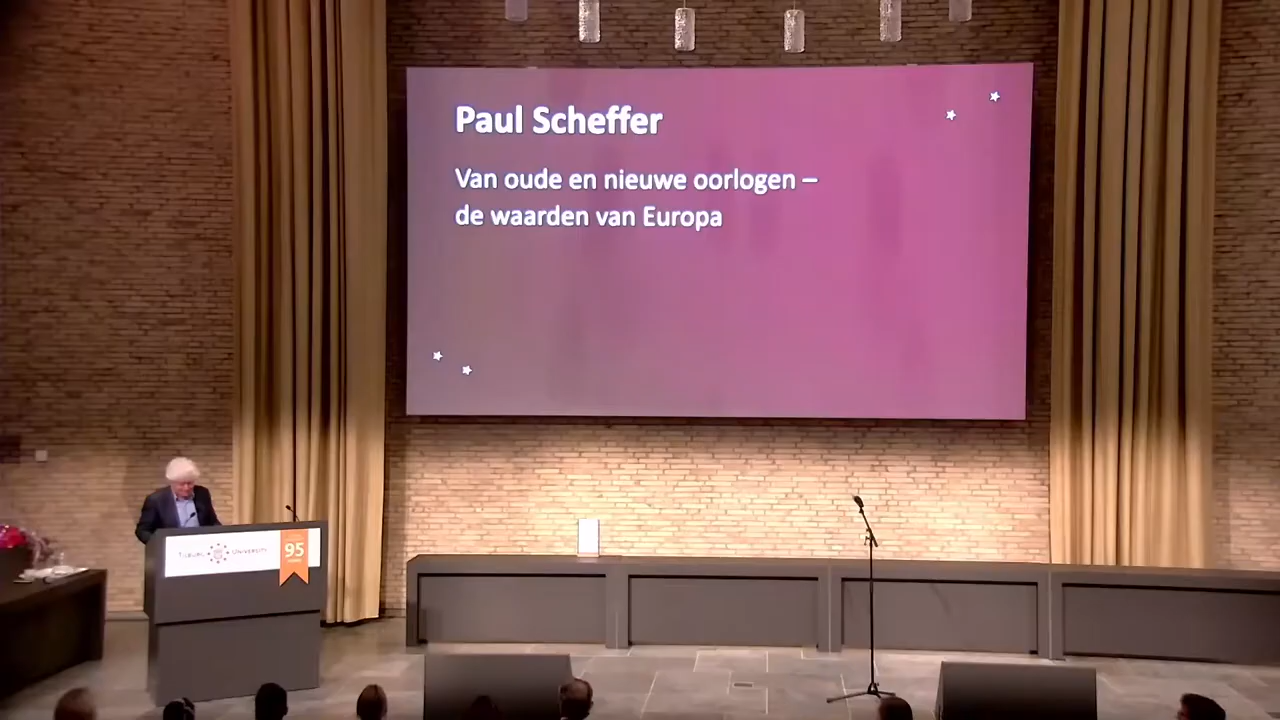 Paul Scheffer
Van oude en nieuwe oorlogen –
de waarden van Europa
TILBURG UNIVERSITY
95